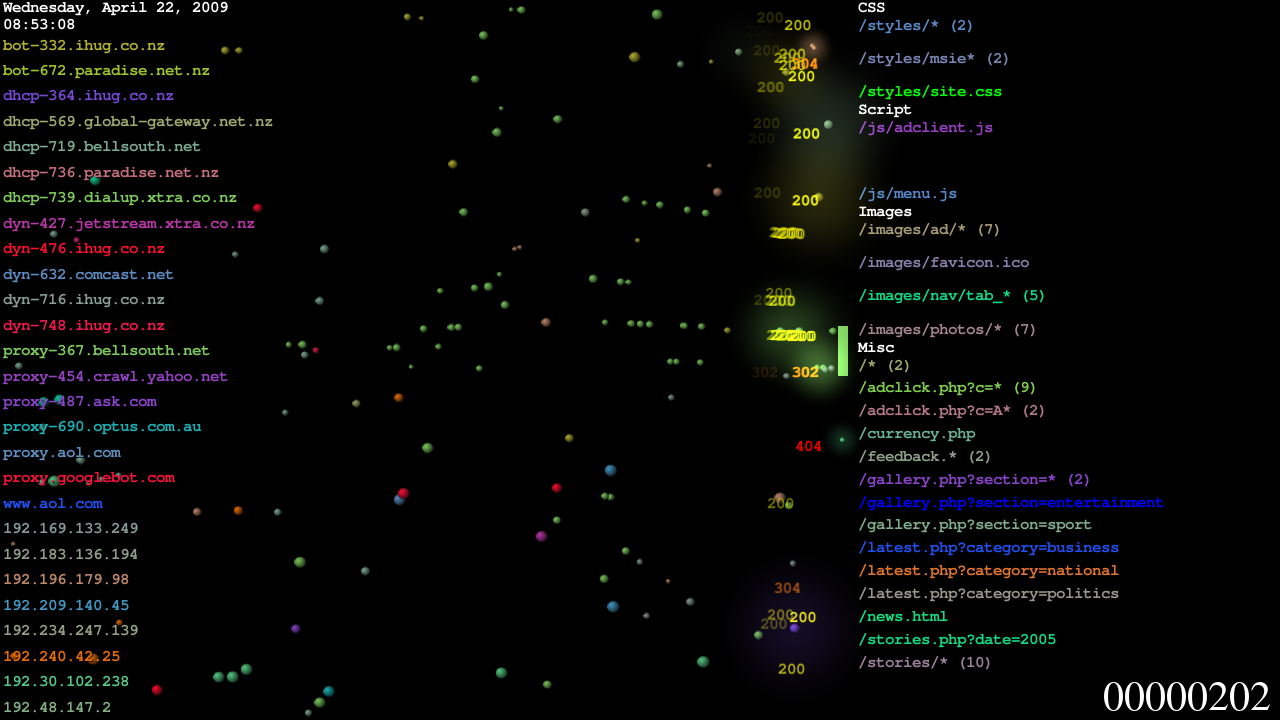 Wednesday, April 22, 2009
08:53:08
bot-332.ihug.co.nz
bot-672.paradise.net.nz
dhcp-364.ihug.co.nz
dhcp-569.global-gateway.net.nz
dhcp-719.bellsouth.net
dhcp-736.paradise.net.nz
dhcp-739.dialup.xtra.co.nz
dyn-427.jetstream.xtra.co.nz
dyn-476.ihug.co.nz
dyn-632.comcast.net
dyn-716.ihug.co.nz
dyn-748.ihug.co.nz
proxy-367.bellsouth.net
proxy-454.crawl.yahoo.net
proxy-487.ask.com
proxy-690.optus.com.au
proxy.aol.com
proxy.googlebot.com
www.aol.com
192.169.133.249
192.183.136.194
192.196.179.98
192.209.140.45
192.234.247.139
192.240.42.25
192.30.102.238
192.48.147.2
200
200
200
200
304
200
200
200
200
200
200
200
200
200
302
302
404
200
304
200
200
200
200
CSS
/styles/* (2)
/styles/msie* (2)
/styles/site.css
Script
/js/adclient.js
/js/menu.js
Images
/images/ad/* (7)
/images/favicon.ico
/images/nav/tab_* (5)
/images/photos/* (7)
Misc
/* (2)
/adclick.php?c=* (9)
/adclick.php?c=A* (2)
/currency.php
/feedback.* (2)
/gallery.php?section=* (2)
/gallery.php?section=entertainment
/gallery.php?section=sport
/latest.php?category=business
/latest.php?category=national
/latest.php?category=politics
/news.html
/stories.php?date=2005
/stories/* (10)
00000202